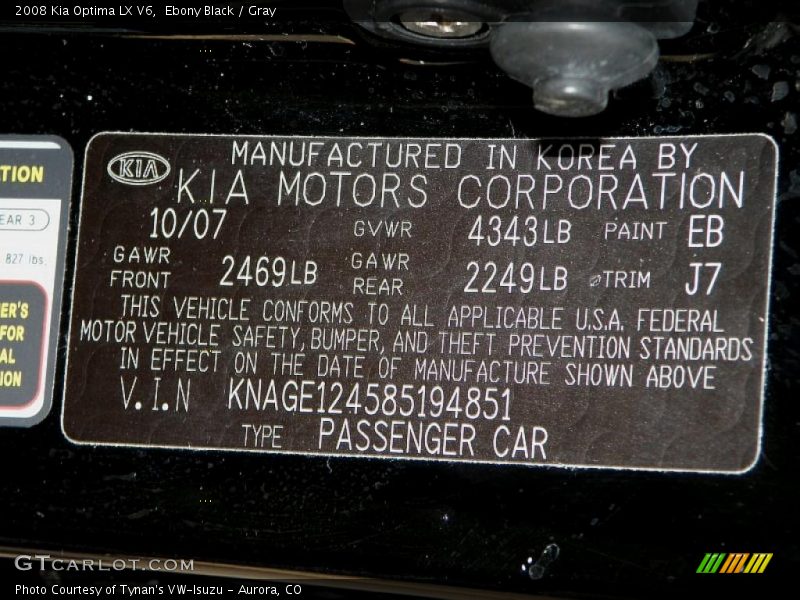 2008 Kia Optima LX V6,  Ebony Black / Gray
TION
EAR 3
827 lbs.
ER'S
FOR
AL
ION
KIA
MANUFACTURED IN KOREA BY
KIA MOTORS CORPORATION
10/07 GVWR 4343LB PAINT EB
GAWR FRONT 2469LB GAWR REAR 2249LB TRIM J7
THIS VEHICLE CONFORMS TO ALL APPLICABLE U.S.A. FEDERAL
MOTOR VEHICLE SAFETY, BUMPER, AND THEFT PREVENTION STANDARDS
IN EFFECT ON THE DATE OF MANUFACTURE SHOWN ABOVE
V.I.N KNAGE124585194851
TYPE PASSENGER CAR
GTCARLOT.COM
Photo Courtesy of Tynan's VW-Isuzu - Aurora, CO